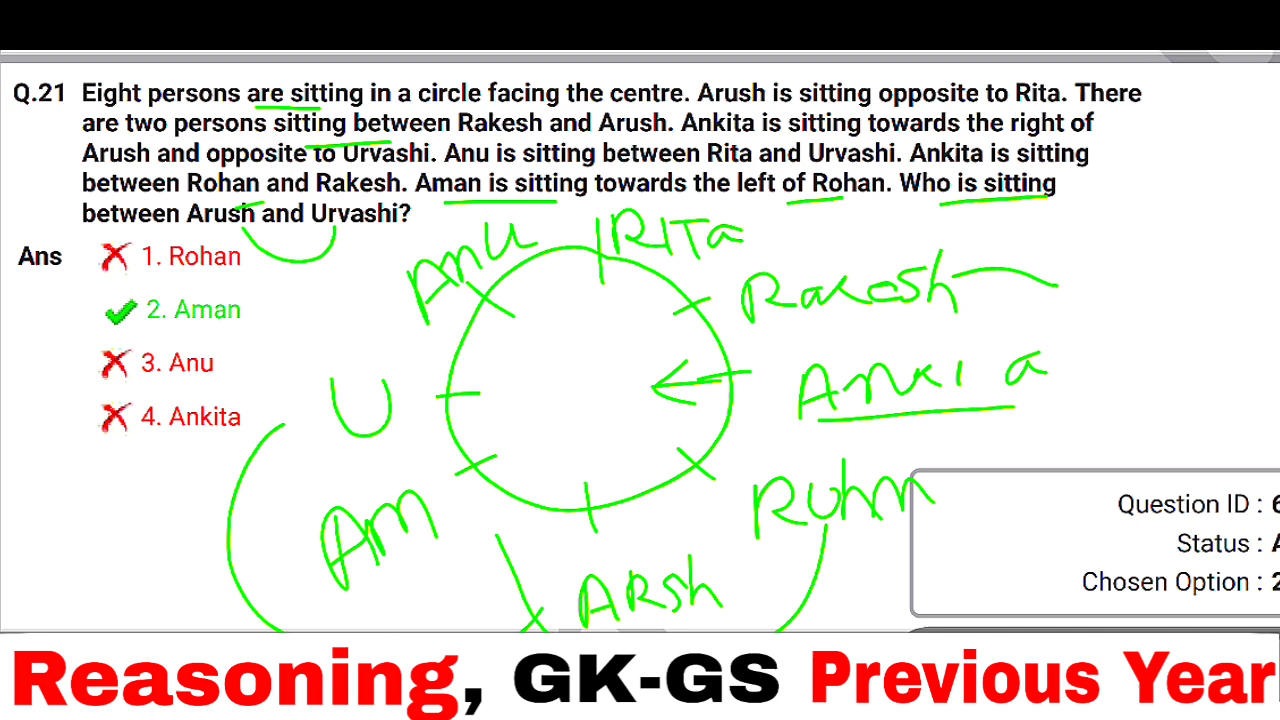 Q.21 Eight persons are sitting in a circle facing the centre. Arush is sitting opposite to Rita. There
are two persons sitting between Rakesh and Arush. Ankita is sitting towards the right of
Arush and opposite to Urvashi. Anu is sitting between Rita and Urvashi. Ankita is sitting
between Rohan and Rakesh. Aman is sitting towards the left of Rohan. Who is sitting
between Arush and Urvashi?
Ans 1. Rohan
2. Aman
3. Anu
4. Ankita
Anu
RITa
Rakesh
Anki a
U
AM
ARSh
Question ID : 6
Status : A
Chosen Option : 2
Reasoning, GK-GS Previous Year